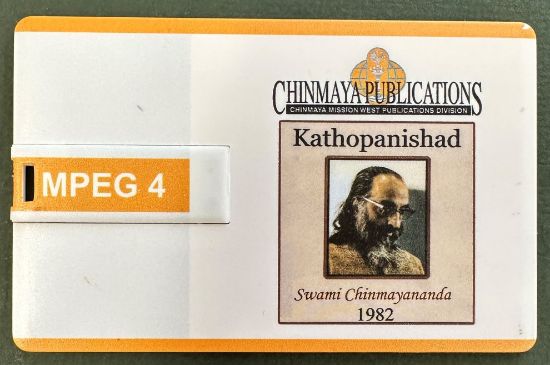 CHINMAYA PUBLICATIONS
CHINMAYA MISSION WEST PUBLICATIONS DIVISION
Kathopanishad
MPEG 4
Swami Chinmayananda
1982